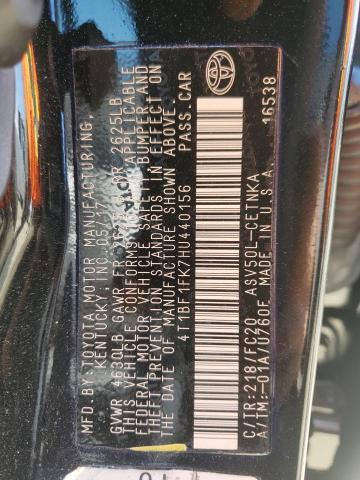 MFD.BY:TOYOTA MOTOR MANUFACTURING,
KENTUCKY, INC. 05/17
GVWR 4630LB GAWR FR RR 2625LB
THIS VEHICLE CONFORMS TO ALL APPLICABLE
FEDERAL MOTOR VEHICLE SAFETY, BUMPER AND
THEFT PREVENTION STANDARDS IN EFFECT ON
THE DATE OF MANUFACTURE SHOWN ABOVE.
4T1BF1FK7HU440156 PASS.CAR
C/TR:218/FC20 ASV50L-CETNKA
A/TM:-01A/U760E MADE IN U.S.A. 16538
TOYOTA